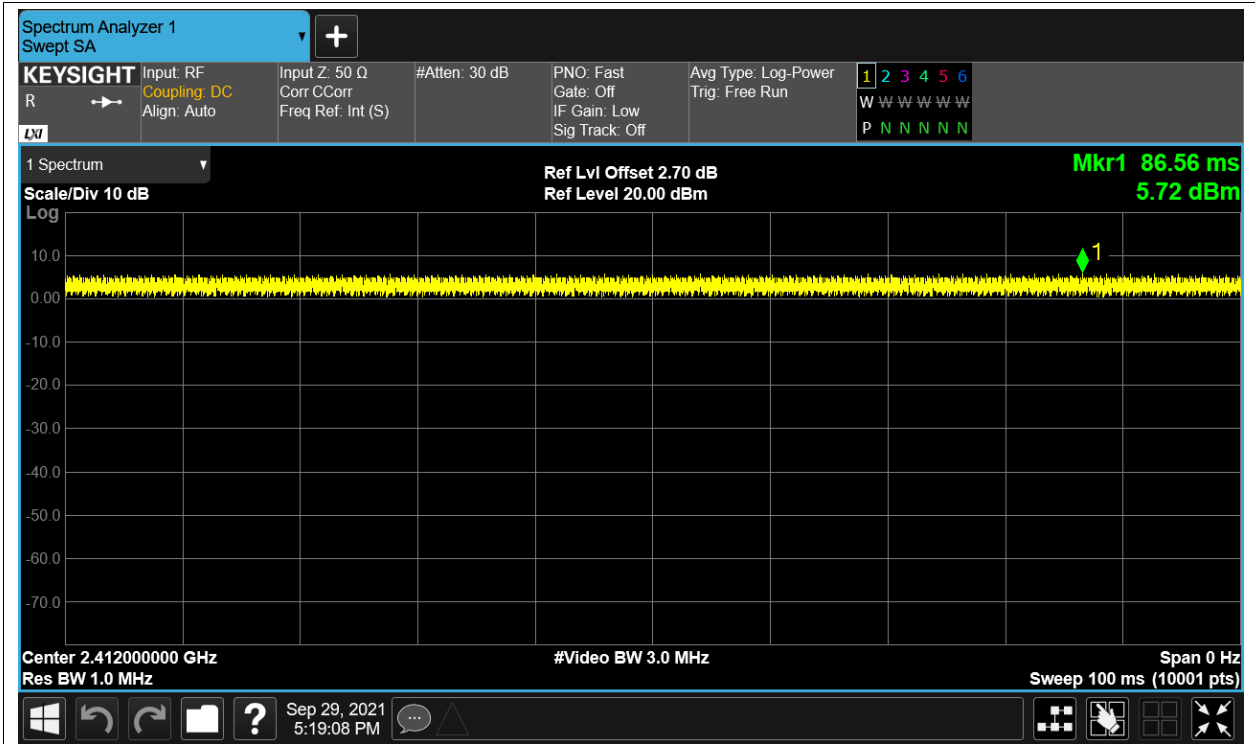 Spectrum Analyzer 1
Swept SA
KEYSIGHT
R
LXI
Input: RF
Coupling: DC
Align: Auto
Input Z: 50 Ω
Corr CCorr
Freq Ref: Int (S)
#Atten: 30 dB
PNO: Fast
Gate: Off
IF Gain: Low
Sig Track: Off
Avg Type: Log-Power
Trig: Free Run
1 2 3 4 5 6
W W W W W W
P N N N N N
1 Spectrum
Scale/Div 10 dB
Ref Lvl Offset 2.70 dB
Ref Level 20.00 dBm
Mkr1 86.56 ms
5.72 dBm
Log
10.0
0.00
-10.0
-20.0
-30.0
-40.0
-50.0
-60.0
-70.0
1
Center 2.412000000 GHz
#Video BW 3.0 MHz
Span 0 Hz
Res BW 1.0 MHz
Sweep 100 ms (10001 pts)
?
Sep 29, 2021
5:19:08 PM